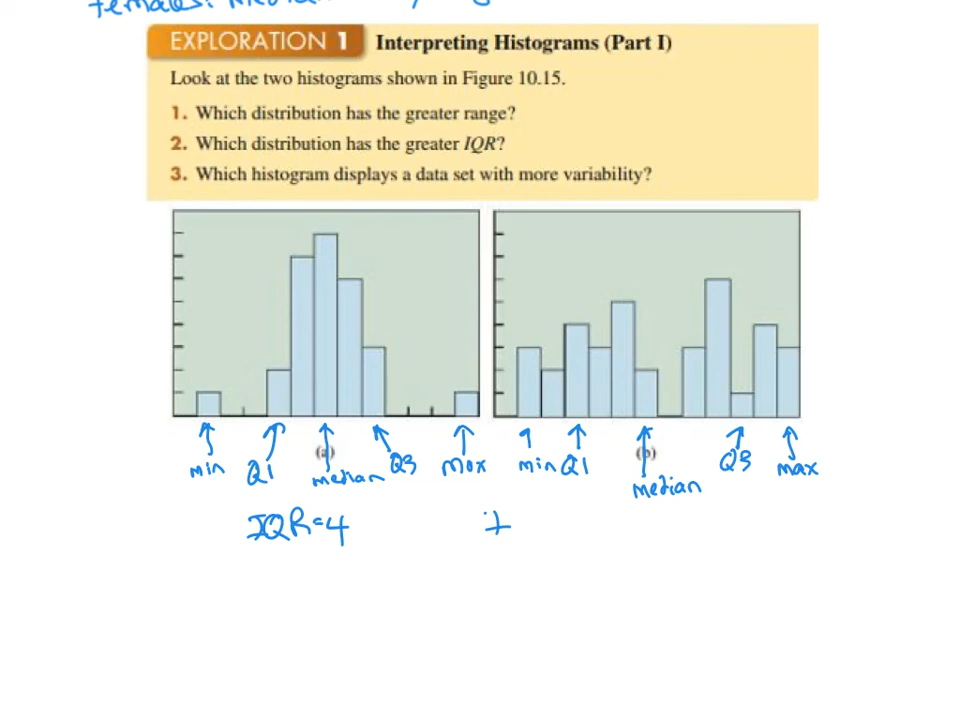 females: Median
EXPLORATION 1 Interpreting Histograms (Part I)
Look at the two histograms shown in Figure 10.15.
1. Which distribution has the greater range?
2. Which distribution has the greater IQR?
3. Which histogram displays a data set with more variability?
(a) (b)
min Q1 median Q3 max min Q1 median Q3 max
IQR=4